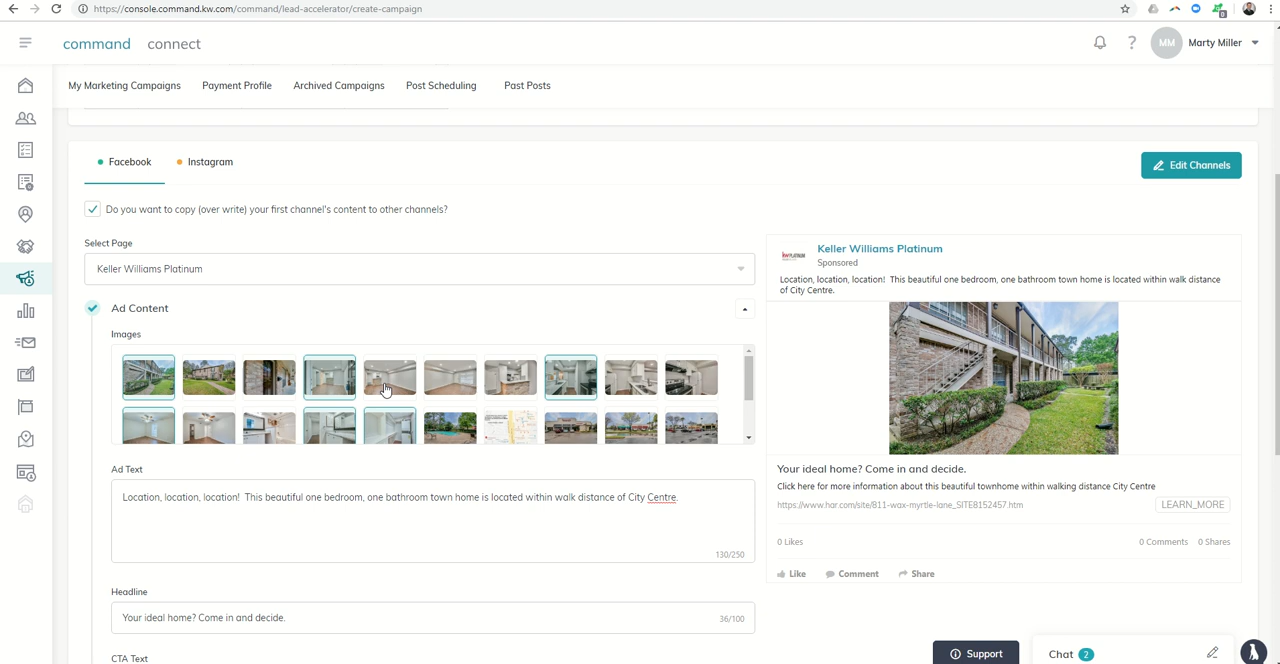 https://console.command.kw.com/command/lead-accelerator/create-campaign
command connect
MM Marty Miller
My Marketing Campaigns Payment Profile Archived Campaigns Post Scheduling Past Posts
Facebook Instagram
Edit Channels
Do you want to copy (over write) your first channel's content to other channels?
Select Page
Keller Williams Platinum
Ad Content
Images
Ad Text
Location, location, location! This beautiful one bedroom, one bathroom town home is located within walk distance of City Centre.
130/250
Headline
Your ideal home? Come in and decide.
36/100
CTA Text
Keller Williams Platinum
Sponsored
Location, location, location! This beautiful one bedroom, one bathroom town home is located within walk distance
of City Centre.
Your ideal home? Come in and decide.
Click here for more information about this beautiful townhome within walking distance City Centre
https://www.har.com/site/811-wax-myrtle-lane_SITE8152457.htm
LEARN_MORE
0 Likes 0 Comments 0 Shares
Like Comment Share
Support
Chat 2